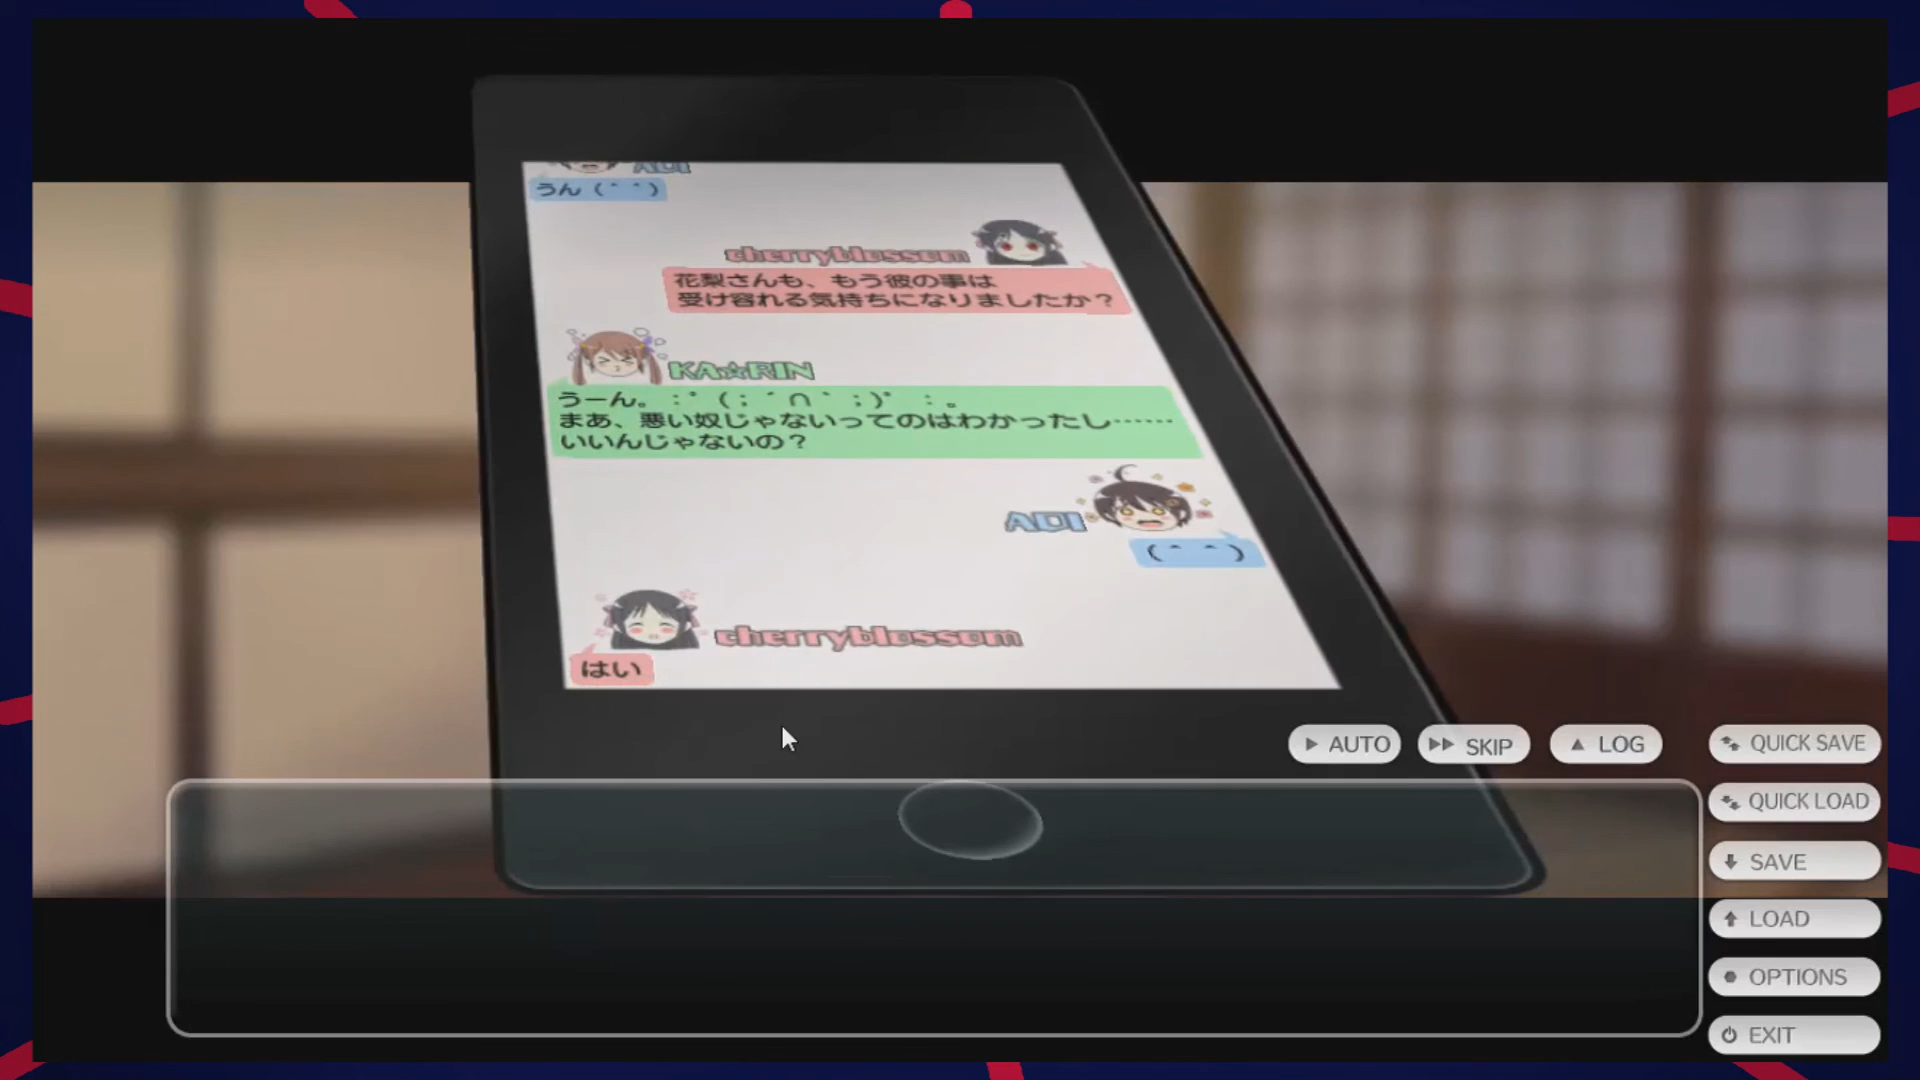 AOI
うん (＾ ＾)
cherryblossom
花梨さんも、もう彼の事は
受け容れる気持ちになりましたか？
KA☆RIN
うーん。:ﾟ(；´∩｀；)ﾟ:。
まあ、悪い奴じゃないってのはわかったし……
いいんじゃないの？
AOI
(＾ ＾)
cherryblossom
はい
AUTO
SKIP
LOG
QUICK SAVE
QUICK LOAD
SAVE
LOAD
OPTIONS
EXIT